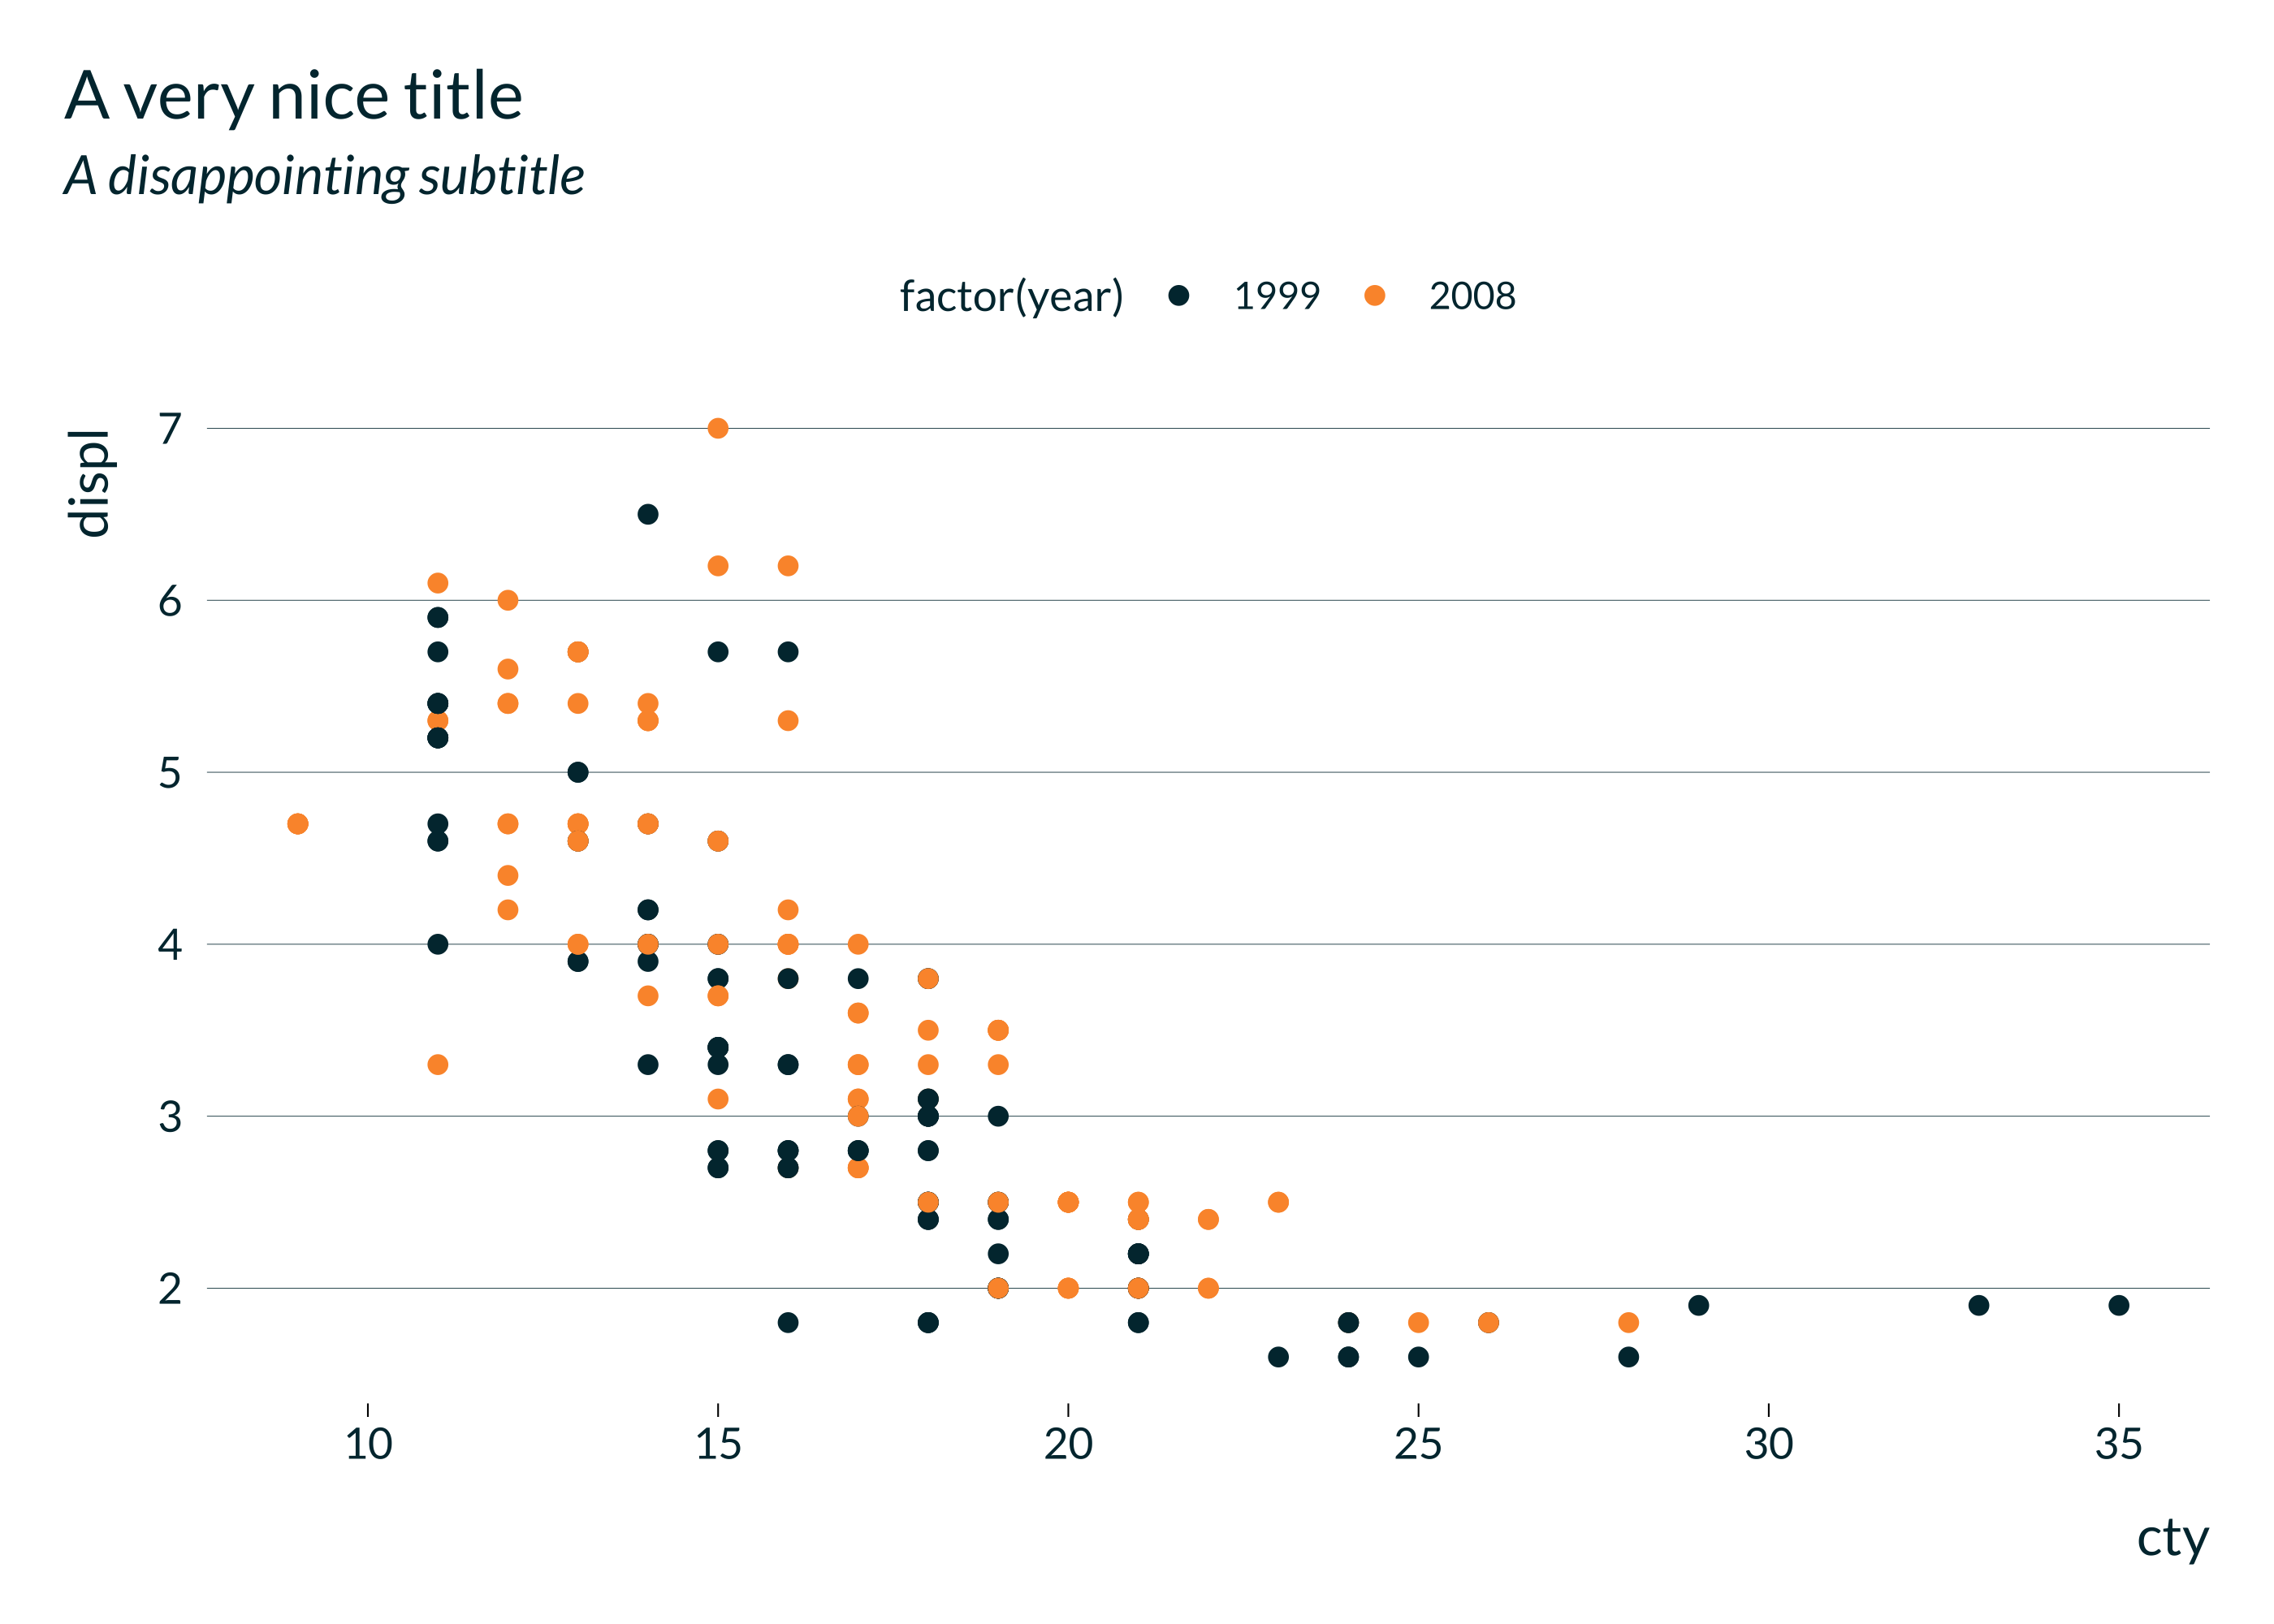 A very nice title
A disappointing subtitle
factor(year) 1999 2008
displ
7
6
5
4
3
2
10 15 20 25 30 35
cty